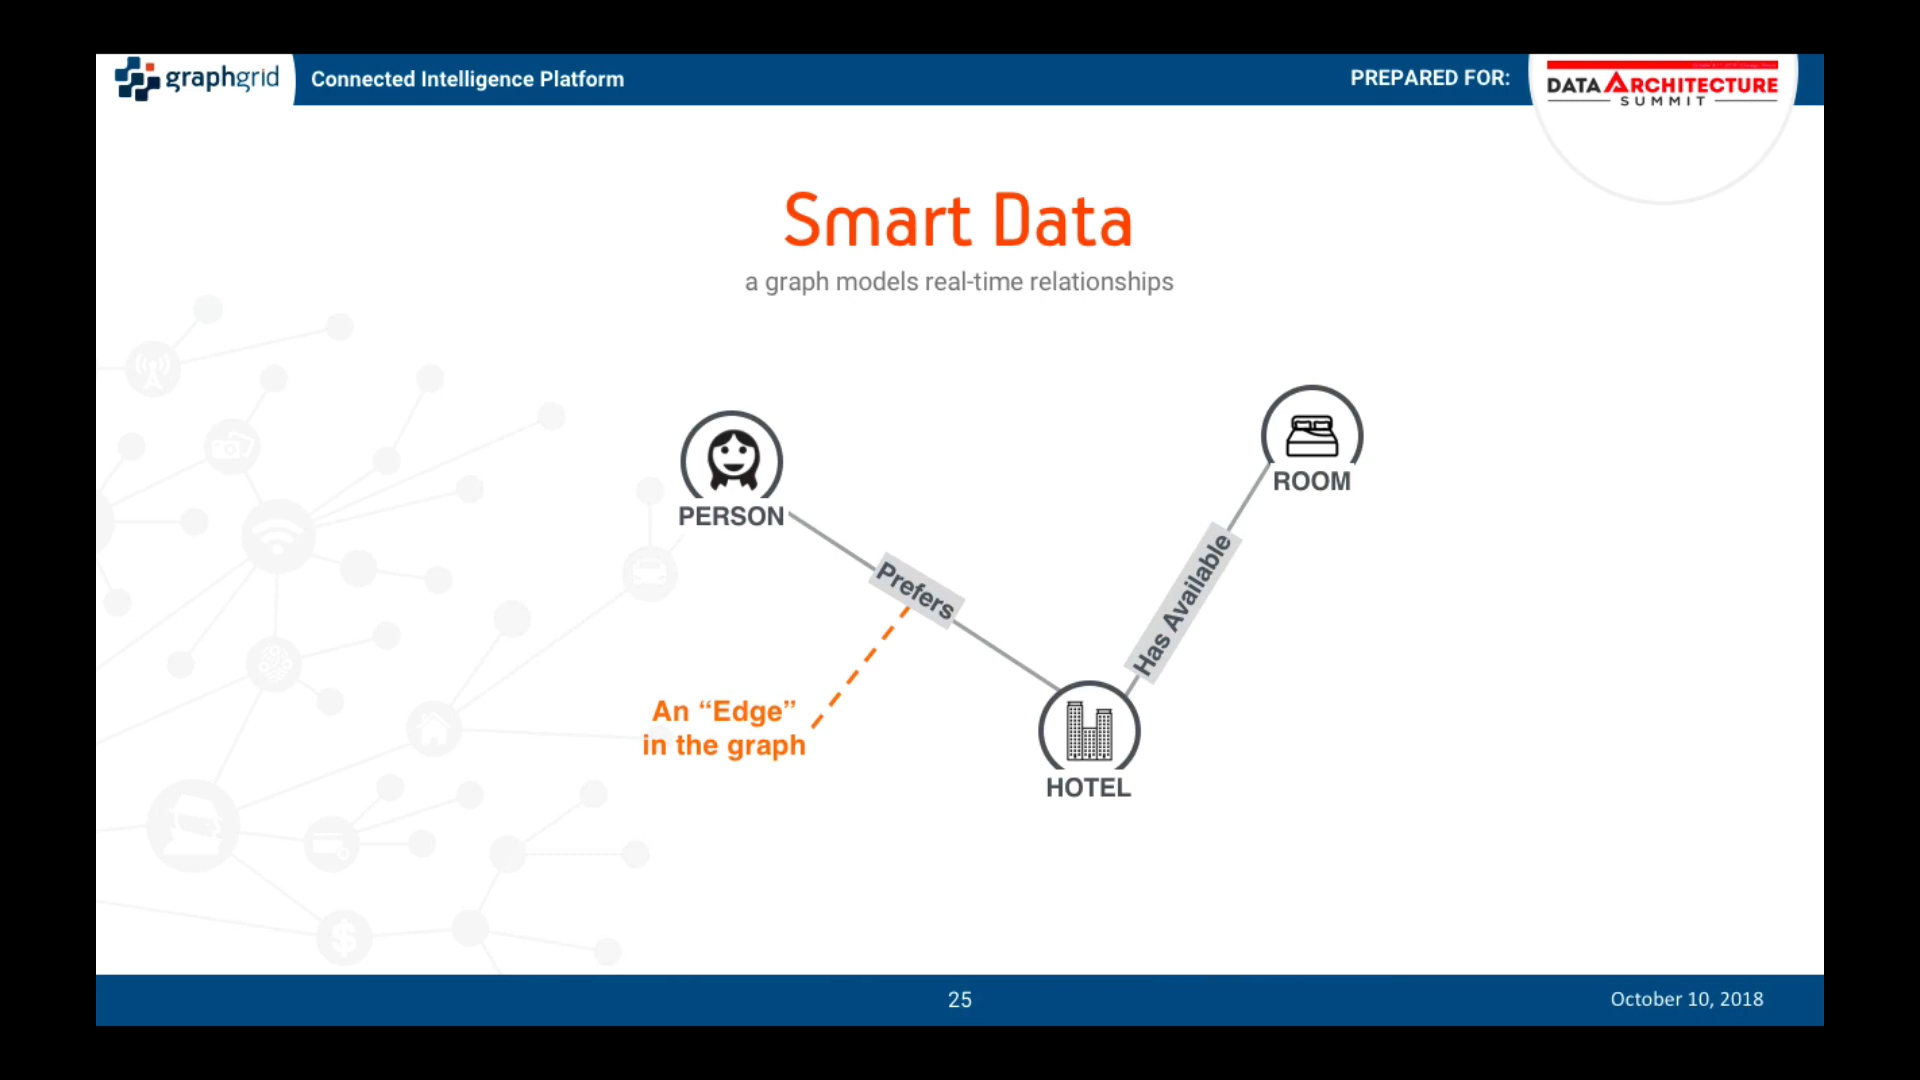 graphgrid
Connected Intelligence Platform
PREPARED FOR:
DATA ARCHITECTURE
SUMMIT
Smart Data
a graph models real-time relationships
PERSON
ROOM
Prefers
Has Available
An “Edge”
in the graph
HOTEL
25
October 10, 2018